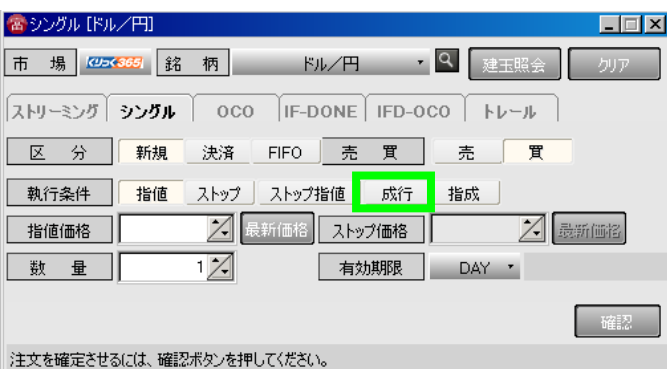 シングル [ドル／円]
市 場 くりっく365 銘 柄 ドル／円 建玉照会 クリア
ストリーミング シングル OCO IF-DONE IFD-OCO トレール
区 分 新規 決済 FIFO 売 買 売 買
執行条件 指値 ストップ ストップ指値 成行 指成
指値価格 最新価格 ストップ価格 最新価格
数 量 1 有効期限 DAY
確認
注文を確定させるには、確認ボタンを押してください。